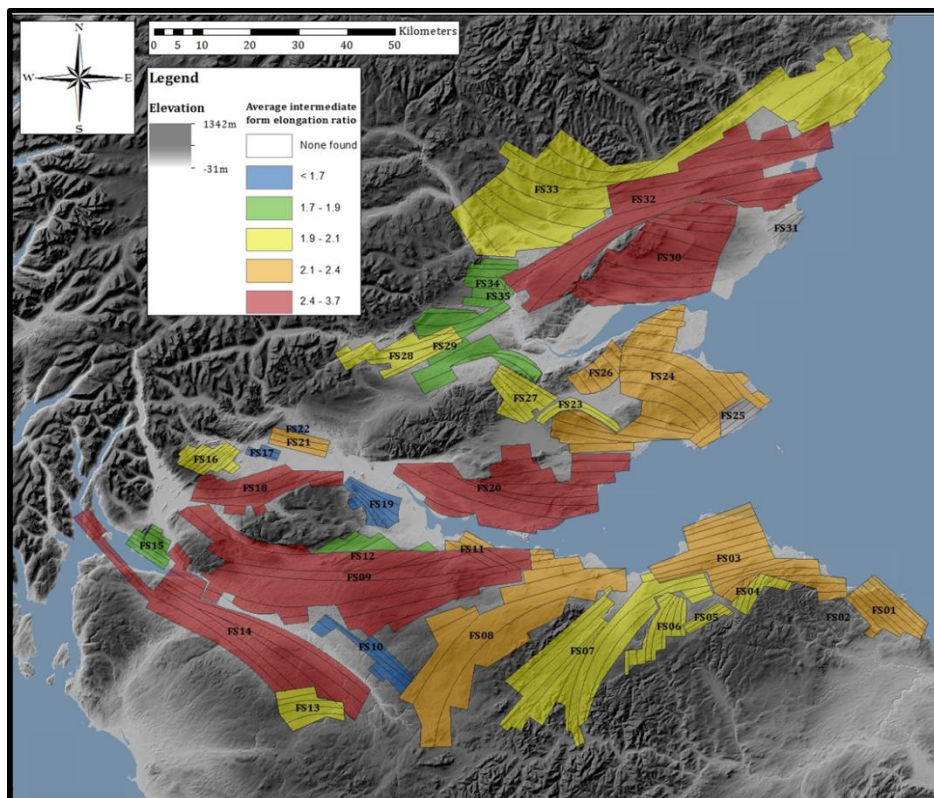 N
W E
S
Kilometers
0 5 10 20 30 40 50
Legend
Elevation
1342m
-31m
Average intermediate
form elongation ratio
None found
< 1.7
1.7 - 1.9
1.9 - 2.1
2.1 - 2.4
2.4 - 3.7
FS33
FS32
FS31
FS30
FS34
FS35
FS29
FS28
FS26
FS24
FS27
FS23
FS25
FS22
FS21
FS17
FS16
FS18
FS20
FS19
FS15
FS12
FS11
FS09
FS03
FS04
FS01
FS02
FS05
FS06
FS14
FS08
FS10
FS07
FS13